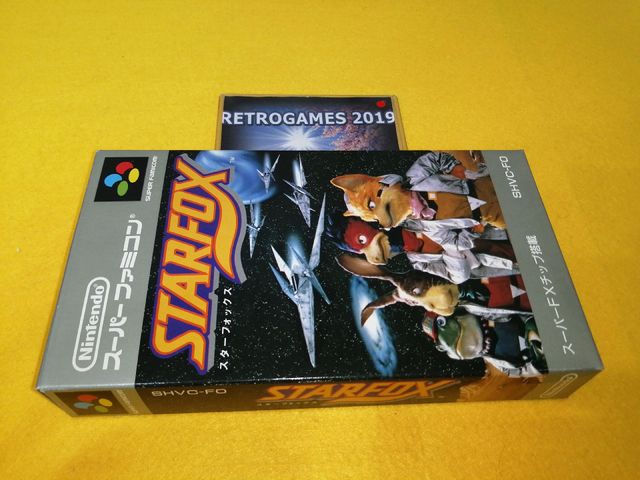 RETROGAMES 2019
SUPER FAMICOM
Nintendo®
スーパーファミコン®
STARFOX™
スターフォックス
SHVC-FO
スーパーFXチップ搭載
SHVC-FO
STARFOX
Nintendo